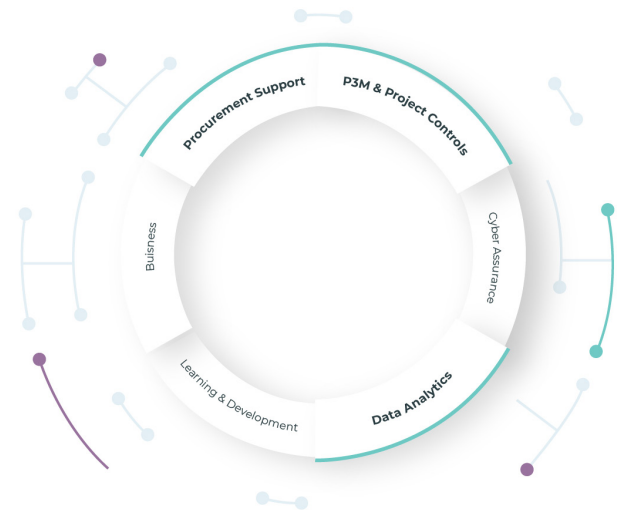 Procurement Support
P3M & Project Controls
Cyber Assurance
Data Analytics
Learning & Development
Buisness